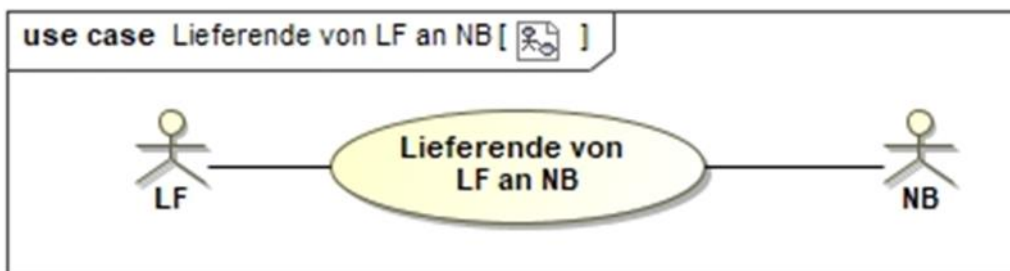 use case Lieferende von LF an NB [ ]
Lieferende von
LF an NB
LF
NB